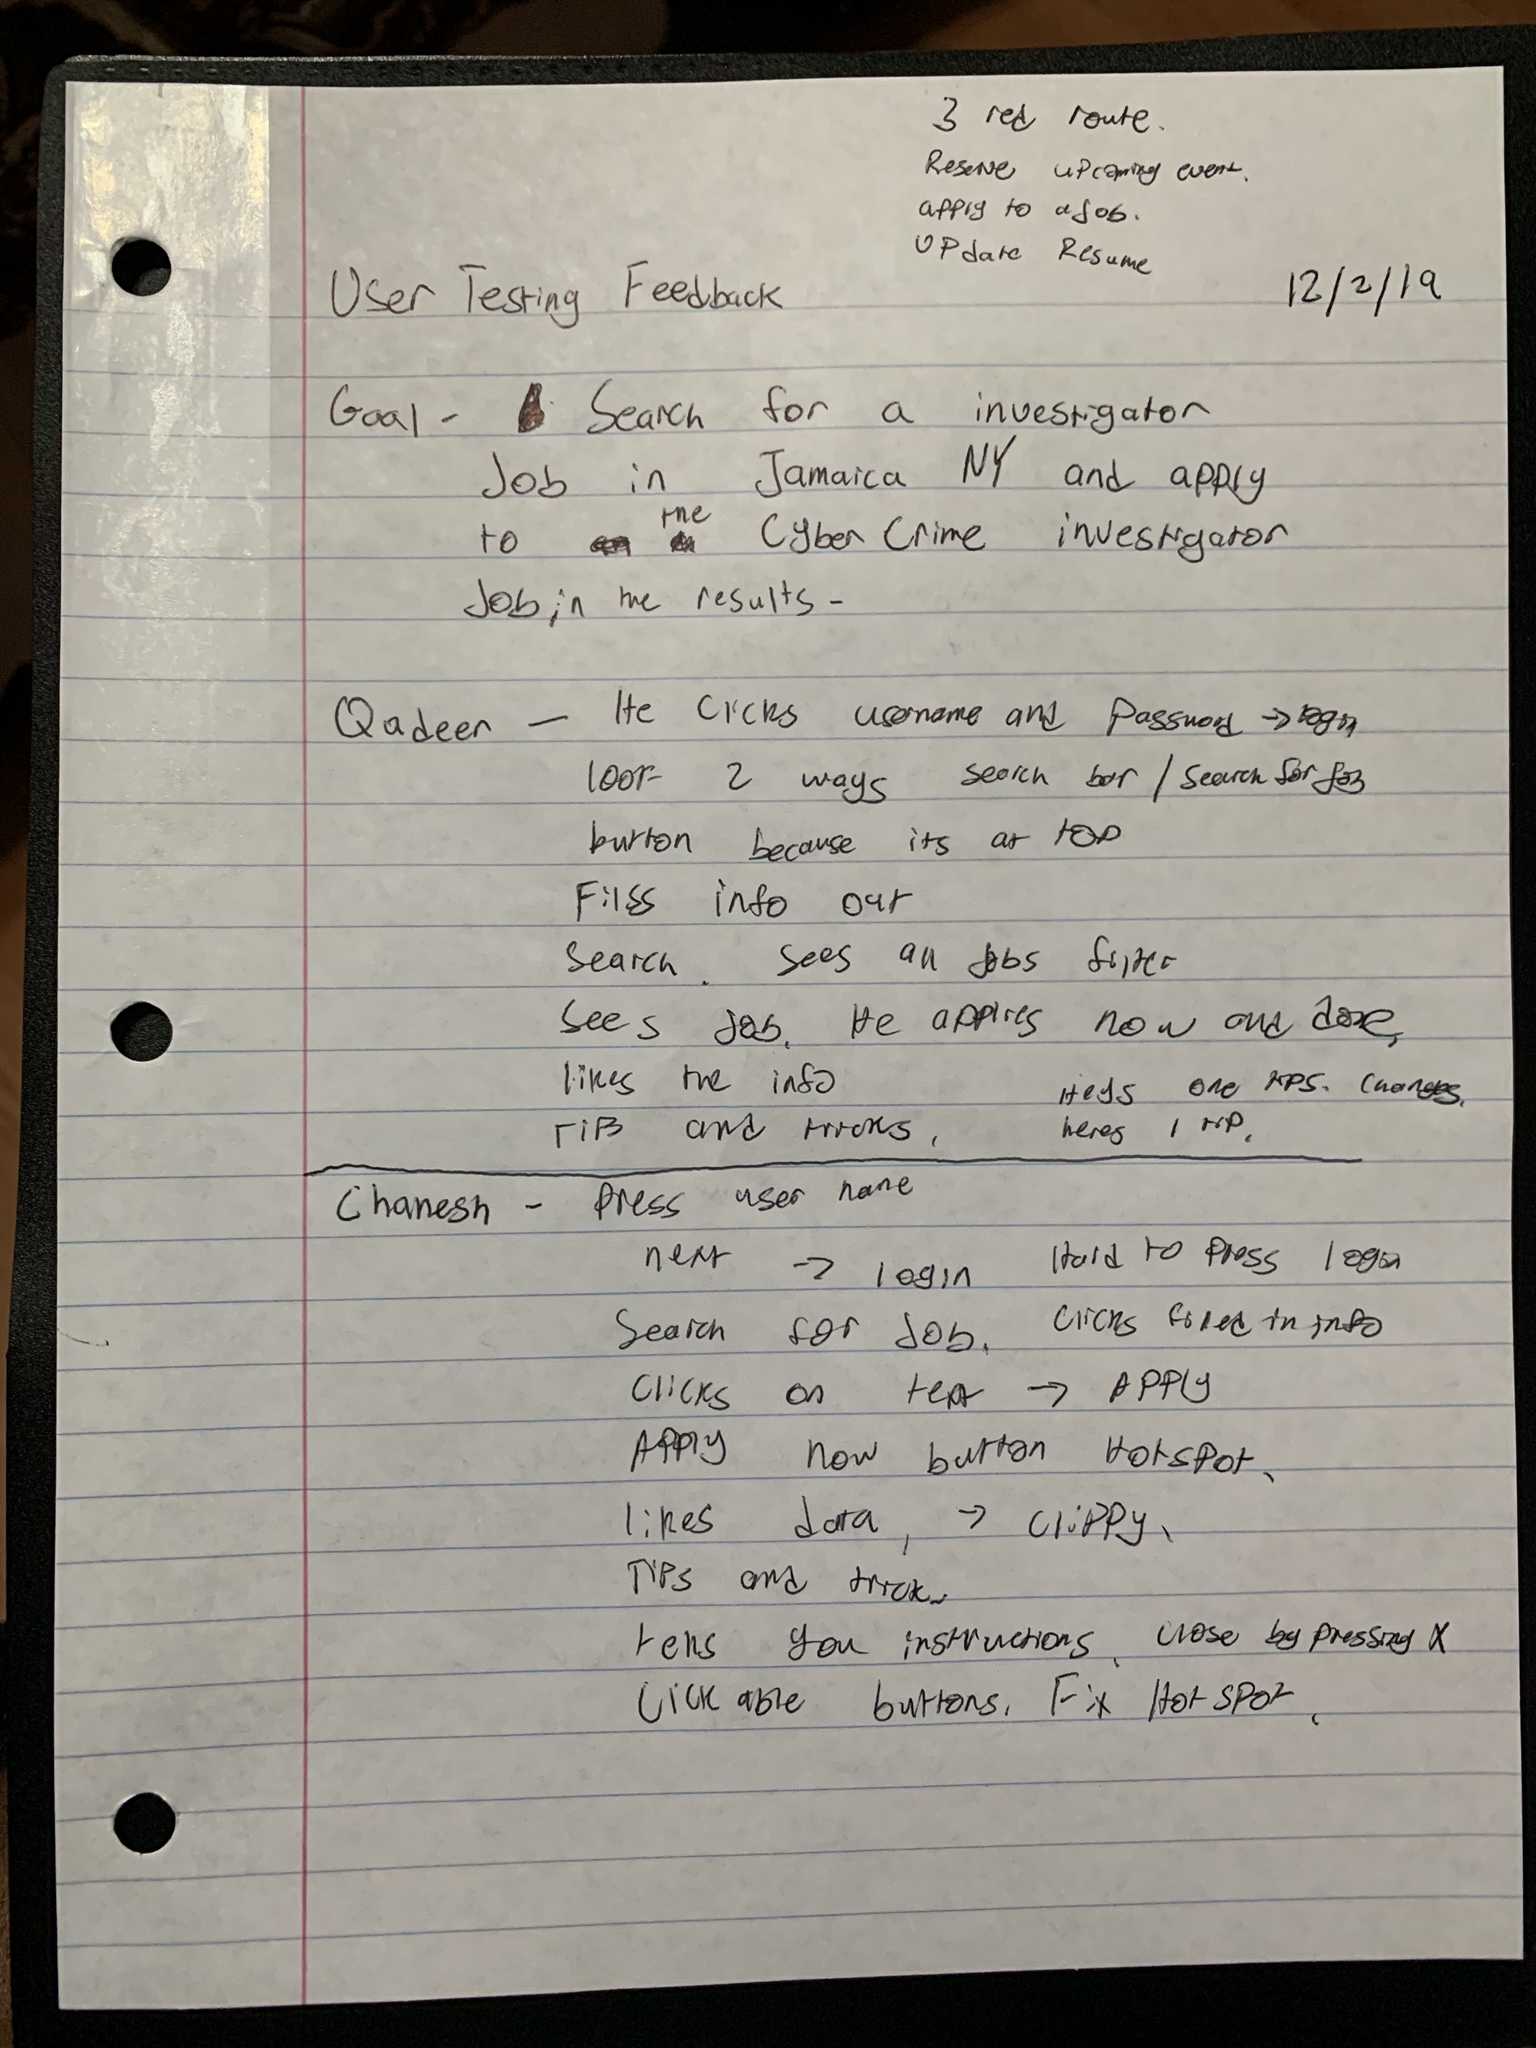 3 red route.
Reserve upcoming event.
apply to a Job.
Update Resume
User Testing Feedback 12/2/19
Goal - Search for a investigator
Job in Jamaica NY and apply
to the Cyber Crime investigator
Job in the results -
Qadeer - He clicks username and Password → login
look 2 ways search bar / Search for job
button because its at top
Fills info out
Search. Sees all jobs filter
Sees job. He applies now and done,
likes the info one tips. changes.
Tips and tricks. heres 1 tip.
Chanesh - Press user name
next → login Hard to press login
Search for Job. Clicks filled in info
Clicks on text → APPLY
Apply now button Hotspot.
likes data, → clippy.
Tips and trick.
tells you instructions. close by pressing X
Clickable buttons. Fix Hotspot.